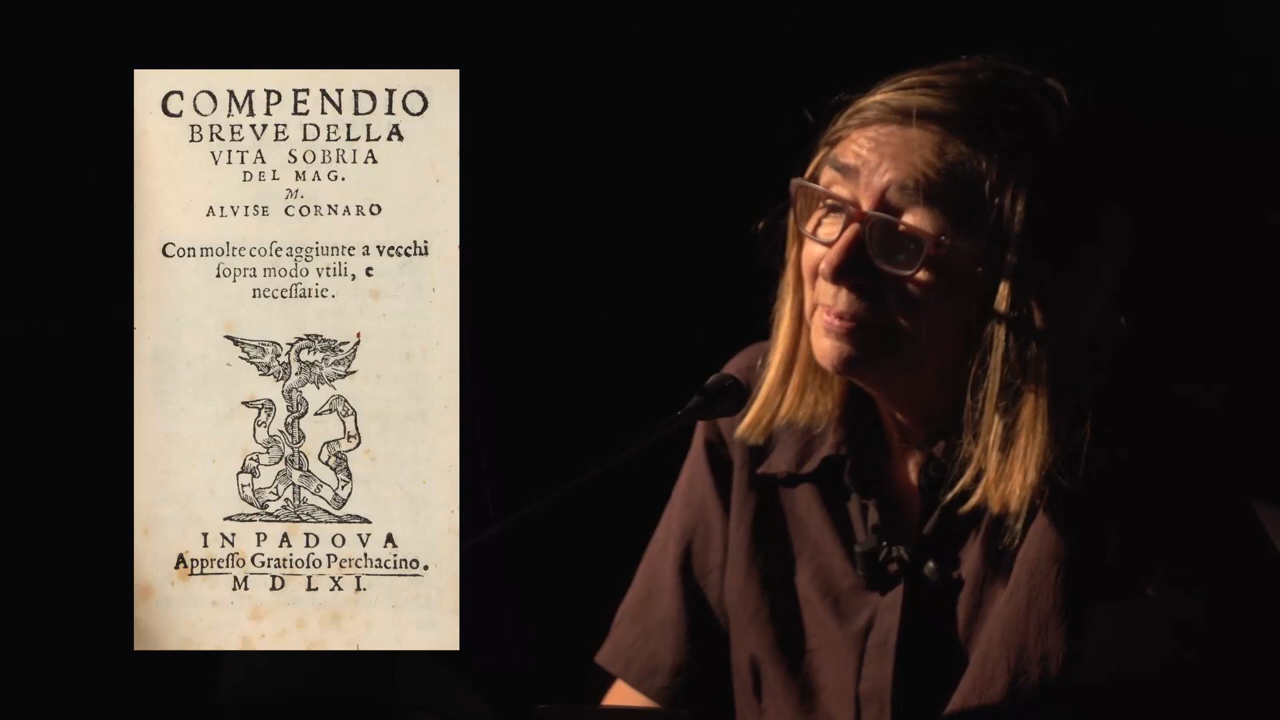 COMPENDIO
BREVE DELLA
VITA SOBRIA
DEL MAG.
M.
ALVISE CORNARO
Con molte coſe aggiunte a vecchi
ſopra modo vtili, e
neceſſarie.
IN PADOVA
Appreſſo Gratioſo Perchacino.
M D LXI.